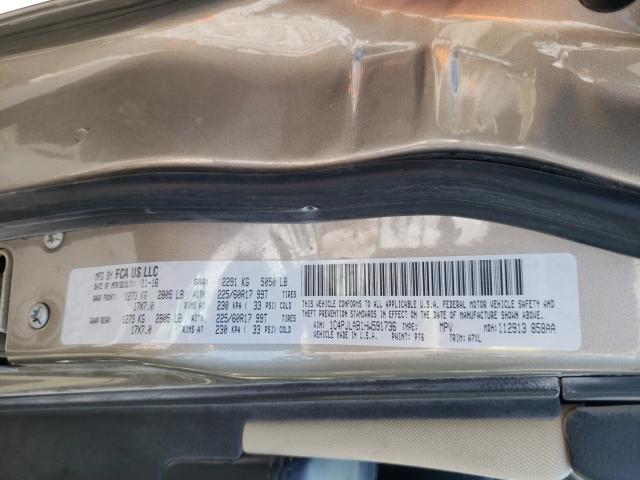 MFD BY FCA US LLC
DATE OF MFR(BUILT): 11-16 GVWR: 2291 KG 5050 LB
GAWR FRONT: 1273 KG 2805 LB WITH 225/60R17 99T TIRES
17X7.0 RIMS AT 230 KPA ( 33 PSI) COLD
GAWR REAR: 1273 KG 2805 LB WITH 225/60R17 99T TIRES
17X7.0 RIMS AT 230 KPA ( 33 PSI) COLD
THIS VEHICLE CONFORMS TO ALL APPLICABLE U.S.A. FEDERAL MOTOR VEHICLE SAFETY AND
THEFT PREVENTION STANDARDS IN EFFECT ON THE DATE OF MANUFACTURE SHOWN ABOVE.
VIN: 1C4PJLAB1HW591736 TYPE: MPV MDH: 112913 858AA
VEHICLE MADE IN U.S.A. PAINT: PTG TRIM: A7XL